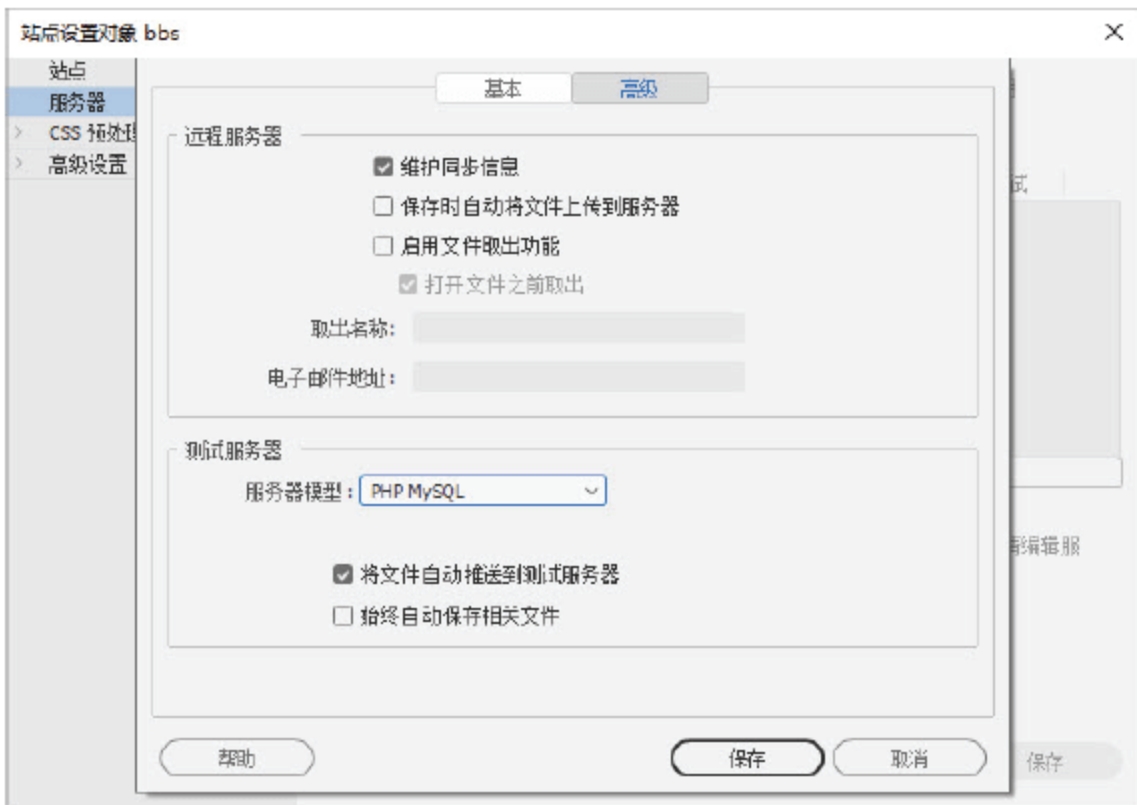 站点设置对象 bbs
站点
服务器
CSS 预处理
高级设置
基本
高级
远程服务器
维护同步信息
保存时自动将文件上传到服务器
启用文件取出功能
打开文件之前取出
取出名称:
电子邮件地址:
测试服务器
服务器模型: PHP MySQL
将文件自动推送到测试服务器
始终自动保存相关文件
帮助
保存
取消
试
编辑服
保存